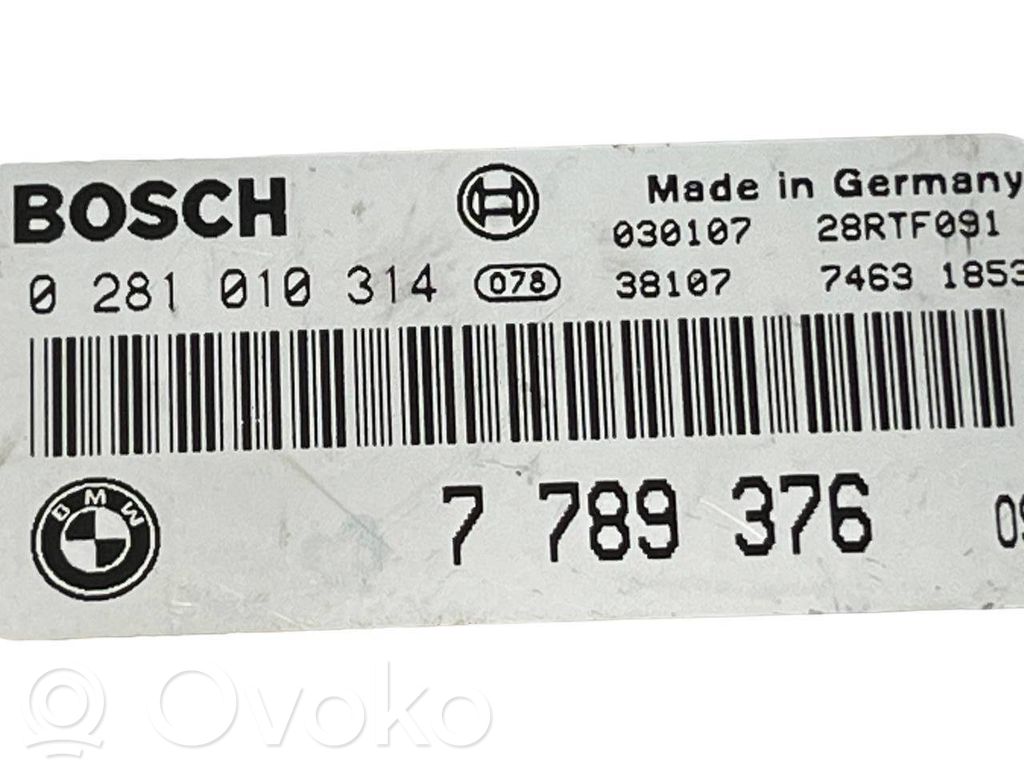 BOSCH
Made in Germany
030107 28RTF091
0 281 010 314 078 38107 7463 1853
BMW
7 789 376 09
Ovoko